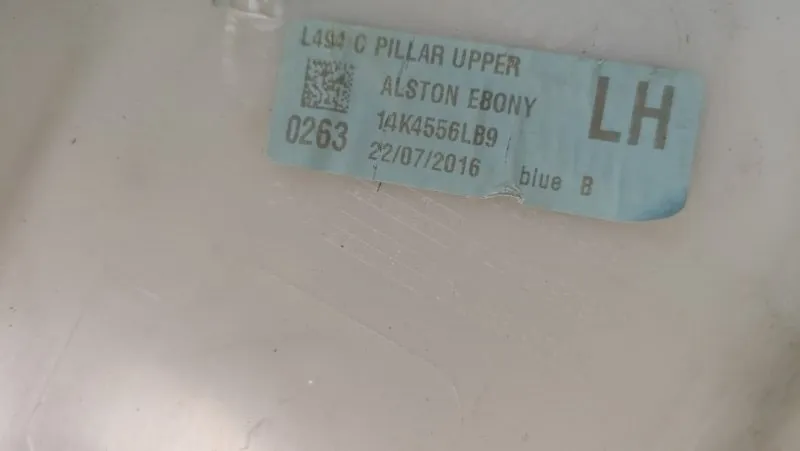 L494 C PILLAR UPPER
ALSTON EBONY
LH
0263
14K4556LB9
22/07/2016
blue B